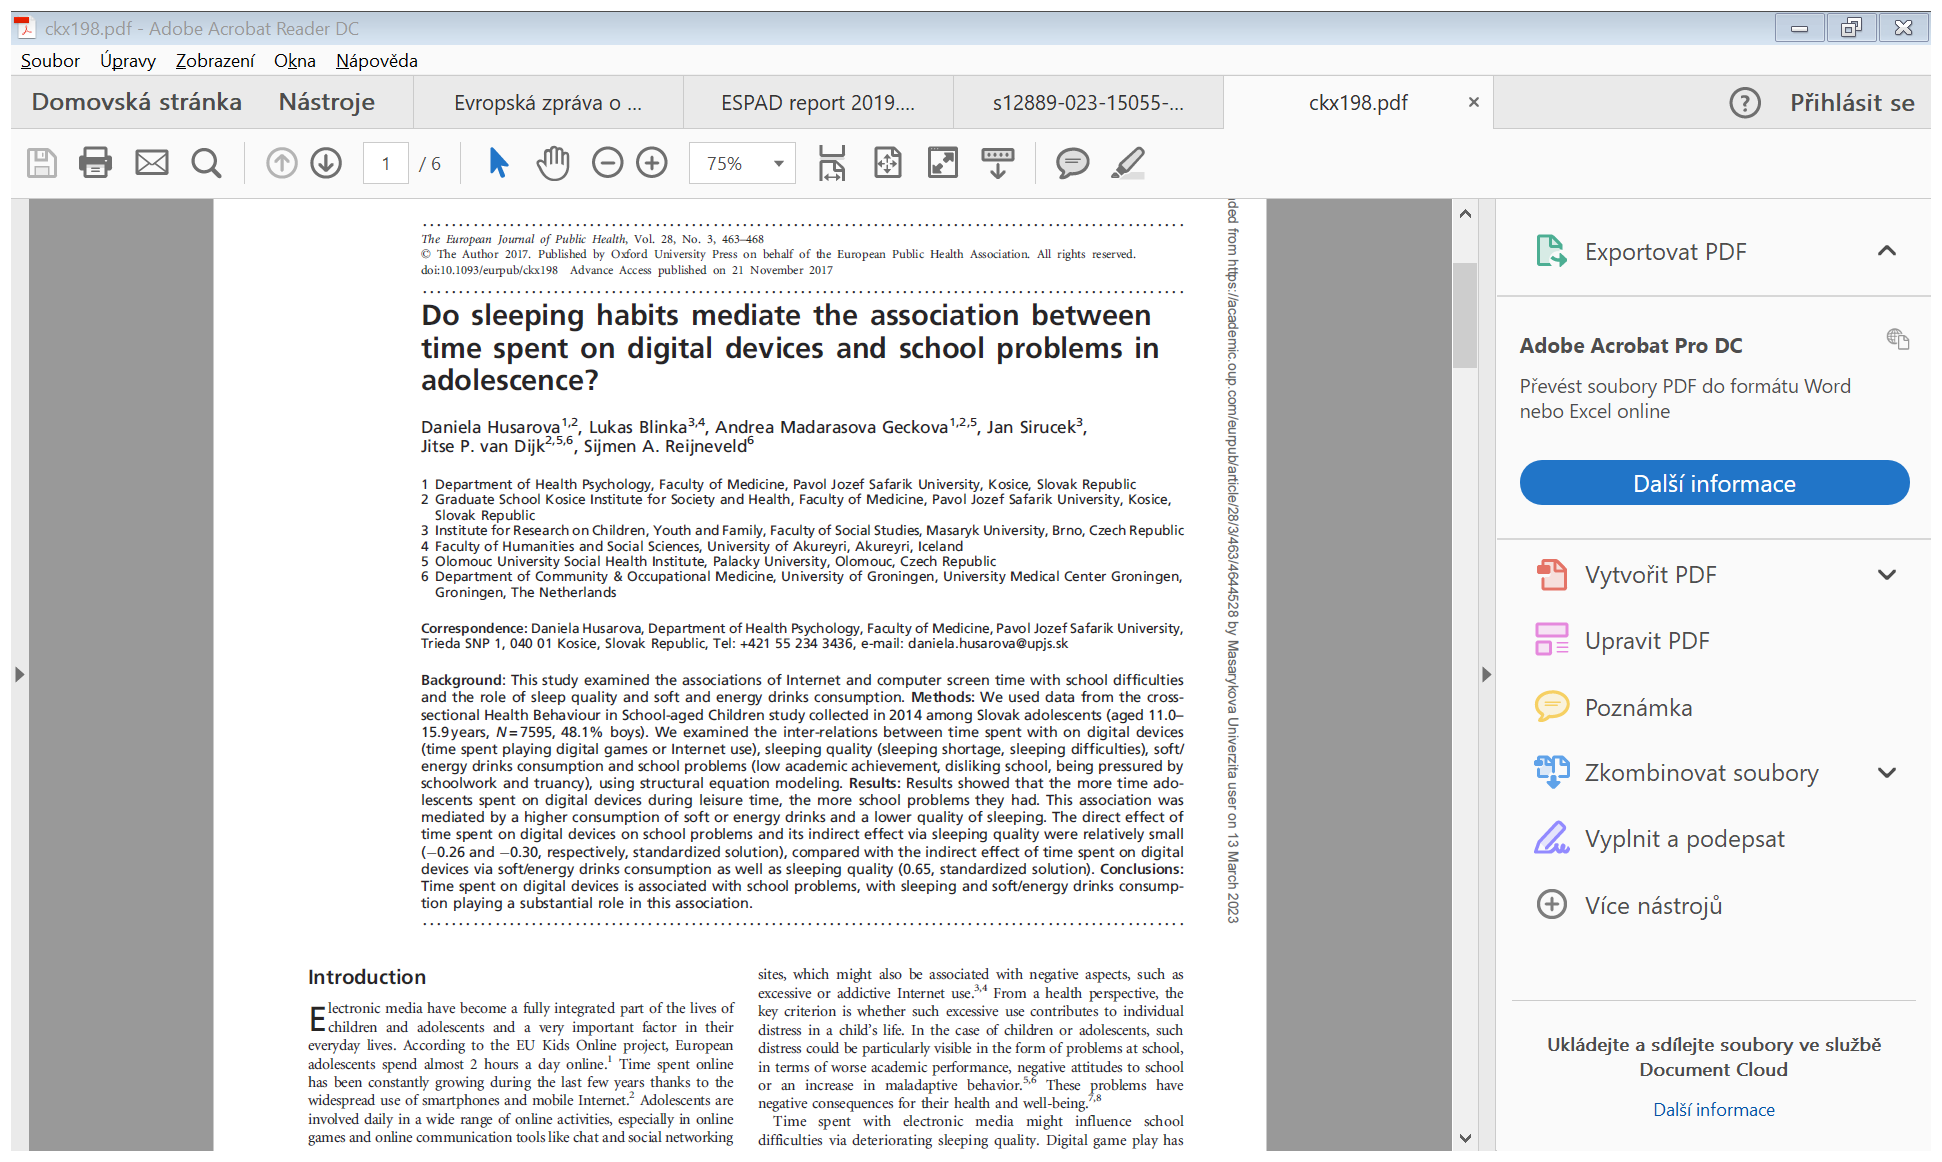 ckx198.pdf - Adobe Acrobat Reader DC
Soubor Úpravy Zobrazení Okna Nápověda
Domovská stránka Nástroje Evropská zpráva o ... ESPAD report 2019.... s12889-023-15055-... ckx198.pdf × ? Přihlásit se
1 / 6 75%
The European Journal of Public Health, Vol. 28, No. 3, 463–468
© The Author 2017. Published by Oxford University Press on behalf of the European Public Health Association. All rights reserved.
doi:10.1093/eurpub/ckx198 Advance Access published on 21 November 2017
Do sleeping habits mediate the association between
time spent on digital devices and school problems in
adolescence?
Daniela Husarova1,2, Lukas Blinka3,4, Andrea Madarasova Geckova1,2,5, Jan Sirucek3,
Jitse P. van Dijk2,5,6, Sijmen A. Reijneveld6
1 Department of Health Psychology, Faculty of Medicine, Pavol Jozef Safarik University, Kosice, Slovak Republic
2 Graduate School Kosice Institute for Society and Health, Faculty of Medicine, Pavol Jozef Safarik University, Kosice,
Slovak Republic
3 Institute for Research on Children, Youth and Family, Faculty of Social Studies, Masaryk University, Brno, Czech Republic
4 Faculty of Humanities and Social Sciences, University of Akureyri, Akureyri, Iceland
5 Olomouc University Social Health Institute, Palacky University, Olomouc, Czech Republic
6 Department of Community & Occupational Medicine, University of Groningen, University Medical Center Groningen,
Groningen, The Netherlands
Correspondence: Daniela Husarova, Department of Health Psychology, Faculty of Medicine, Pavol Jozef Safarik University,
Trieda SNP 1, 040 01 Kosice, Slovak Republic, Tel: +421 55 234 3436, e-mail: daniela.husarova@upjs.sk
Background: This study examined the associations of Internet and computer screen time with school difficulties
and the role of sleep quality and soft and energy drinks consumption. Methods: We used data from the cross-
sectional Health Behaviour in School-aged Children study collected in 2014 among Slovak adolescents (aged 11.0–
15.9 years, N = 7595, 48.1% boys). We examined the inter-relations between time spent with on digital devices
(time spent playing digital games or Internet use), sleeping quality (sleeping shortage, sleeping difficulties), soft/
energy drinks consumption and school problems (low academic achievement, disliking school, being pressured by
schoolwork and truancy), using structural equation modeling. Results: Results showed that the more time ado-
lescents spent on digital devices during leisure time, the more school problems they had. This association was
mediated by a higher consumption of soft or energy drinks and a lower quality of sleeping. The direct effect of
time spent on digital devices on school problems and its indirect effect via sleeping quality were relatively small
(−0.26 and −0.30, respectively, standardized solution), compared with the indirect effect of time spent on digital
devices via soft/energy drinks consumption as well as sleeping quality (0.65, standardized solution). Conclusions:
Time spent on digital devices is associated with school problems, with sleeping and soft/energy drinks consump-
tion playing a substantial role in this association.
Introduction
Electronic media have become a fully integrated part of the lives of
children and adolescents and a very important factor in their
everyday lives. According to the EU Kids Online project, European
adolescents spend almost 2 hours a day online.1 Time spent online
has been constantly growing during the last few years thanks to the
widespread use of smartphones and mobile Internet.2 Adolescents are
involved daily in a wide range of online activities, especially in online
games and online communication tools like chat and social networking
sites, which might also be associated with negative aspects, such as
excessive or addictive Internet use.3,4 From a health perspective, the
key criterion is whether such excessive use contributes to individual
distress in a child's life. In the case of children or adolescents, such
distress could be particularly visible in the form of problems at school,
in terms of worse academic performance, negative attitudes to school
or an increase in maladaptive behavior.5,6 These problems have
negative consequences for their health and well-being.7,8
Time spent with electronic media might influence school
difficulties via deteriorating sleeping quality. Digital game play has
ded from https://academic.oup.com/eurpub/article/28/3/463/4644528 by Masarykova Univerzita user on 13 March 2023
Exportovat PDF
Adobe Acrobat Pro DC
Převést soubory PDF do formátu Word
nebo Excel online
Další informace
Vytvořit PDF
Upravit PDF
Poznámka
Zkombinovat soubory
Vyplnit a podepsat
Více nástrojů
Ukládejte a sdílejte soubory ve službě
Document Cloud
Další informace